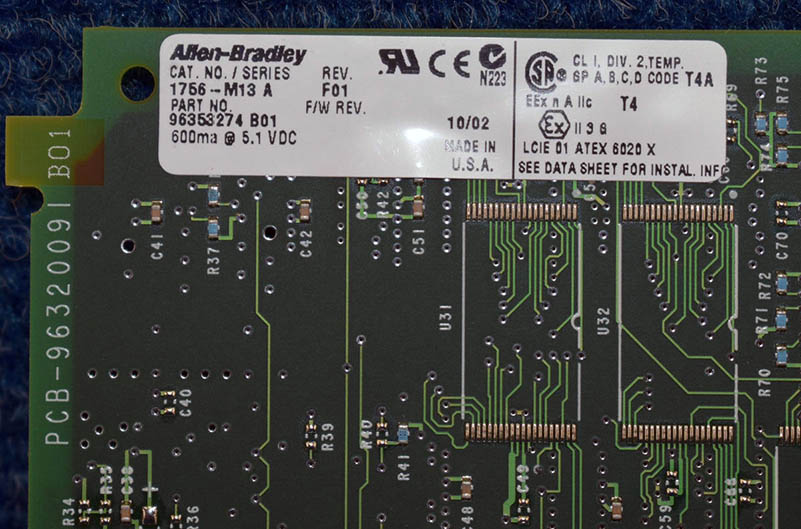 Allen-Bradley
CAT. NO. / SERIES REV.
1756-M13 A F01
PART NO. F/W REV.
96353274 B01
600ma @ 5.1 VDC
10/02
MADE IN
U.S.A.
N223
CL I, DIV. 2, TEMP.
GP A,B,C,D CODE T4A
EEx n A IIc T4
II 3 G
LCIE 01 ATEX 6020 X
SEE DATA SHEET FOR INSTAL. INFO
PCB-96320091 B01
C41
R37
C42
R42
C51
U31
U32
C70
R73
R75
R72
R71
R70
C40
R39
R40
R41
R34
R36
C48
C49
C59